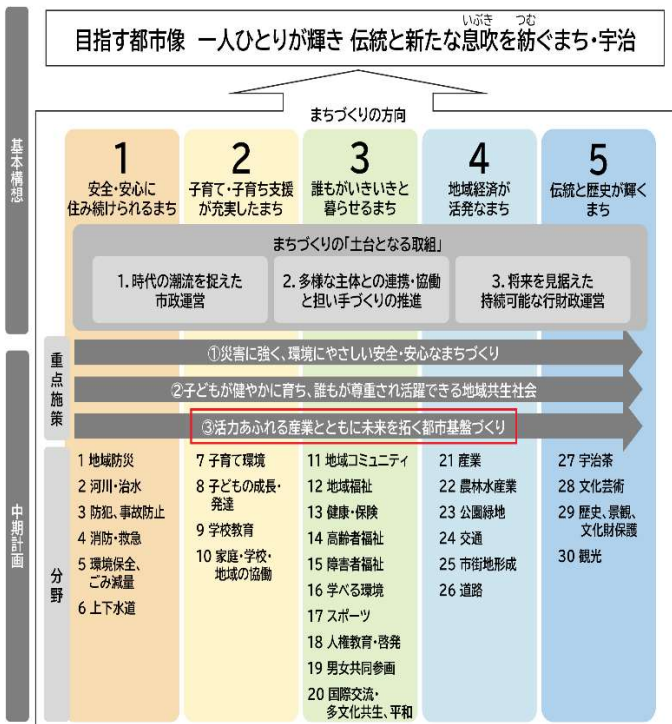 いぶき つむ
目指す都市像 一人ひとりが輝き 伝統と新たな息吹を紡ぐまち・宇治
まちづくりの方向
基本構想
1
安全・安心に
住み続けられるまち
2
子育て・子育ち支援
が充実したまち
3
誰もがいきいきと
暮らせるまち
4
地域経済が
活発なまち
5
伝統と歴史が輝く
まち
まちづくりの「土台となる取組」
1. 時代の潮流を捉えた
市政運営
2. 多様な主体との連携・協働
と担い手づくりの推進
3. 将来を見据えた
持続可能な行財政運営
中期計画
重点施策
①災害に強く、環境にやさしい安全・安心なまちづくり
②子どもが健やかに育ち、誰もが尊重され活躍できる地域共生社会
③活力あふれる産業とともに未来を拓く都市基盤づくり
分野
1 地域防災
2 河川・治水
3 防犯、事故防止
4 消防・救急
5 環境保全、
ごみ減量
6 上下水道
7 子育て環境
8 子どもの成長・
発達
9 学校教育
10 家庭・学校・
地域の協働
11 地域コミュニティ
12 地域福祉
13 健康・保険
14 高齢者福祉
15 障害者福祉
16 学べる環境
17 スポーツ
18 人権教育・啓発
19 男女共同参画
20 国際交流・
多文化共生、平和
21 産業
22 農林水産業
23 公園緑地
24 交通
25 市街地形成
26 道路
27 宇治茶
28 文化芸術
29 歴史、景観、
文化財保護
30 観光